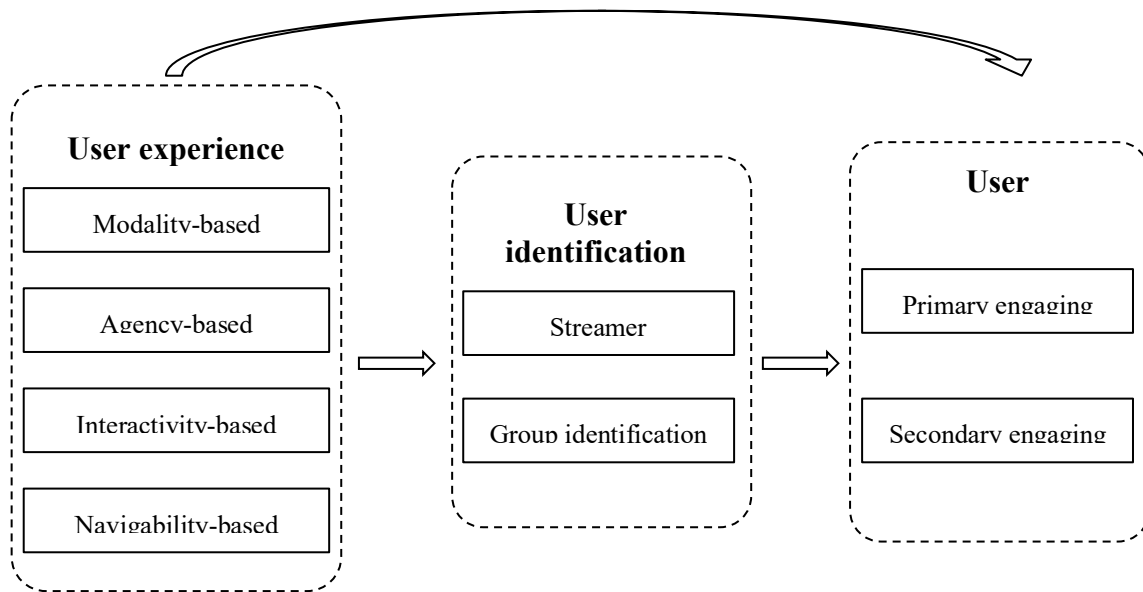 User experience
Modality-based
Agency-based
Interactivity-based
Navigability-based
User
identification
Streamer
Group identification
User
Primary engaging
Secondary engaging